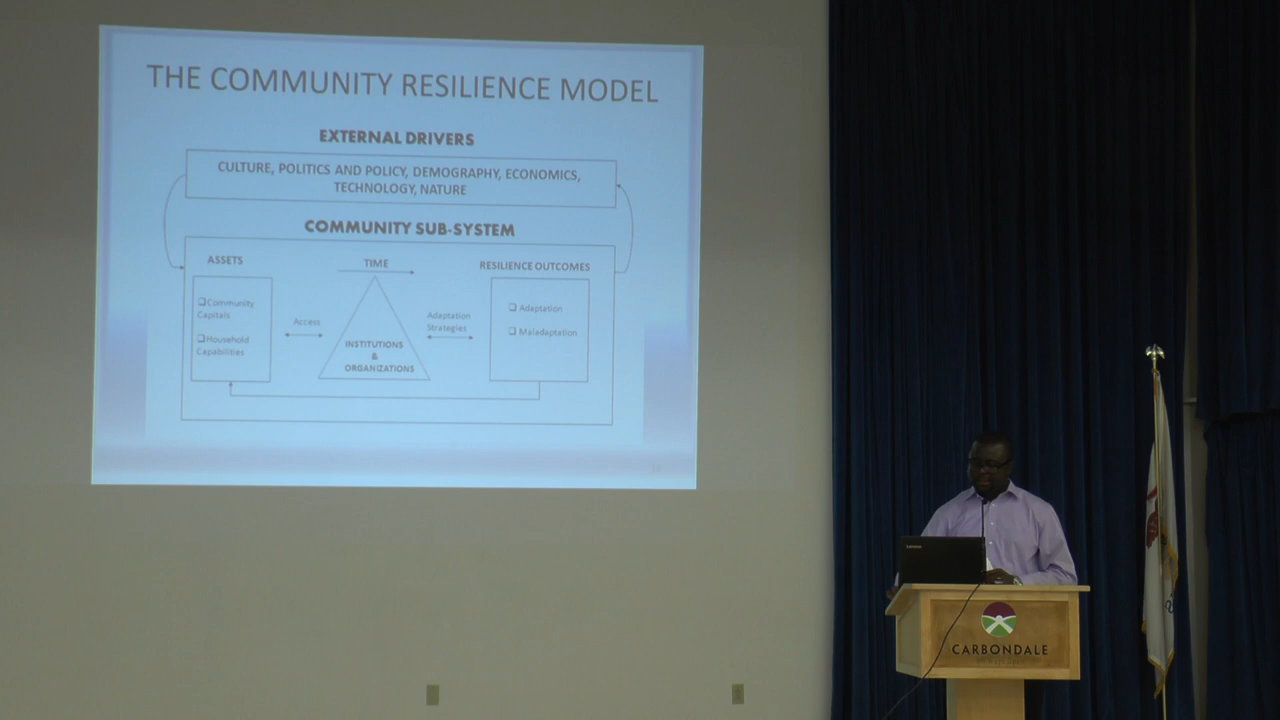 THE COMMUNITY RESILIENCE MODEL
EXTERNAL DRIVERS
CULTURE, POLITICS AND POLICY, DEMOGRAPHY, ECONOMICS,
TECHNOLOGY, NATURE
COMMUNITY SUB-SYSTEM
ASSETS
TIME
RESILIENCE OUTCOMES
Community
Capitals
Household
Capabilities
Access
INSTITUTIONS
&
ORGANIZATIONS
Adaptation
Strategies
Adaptation
Maladaptation
Lenovo
CARBONDALE